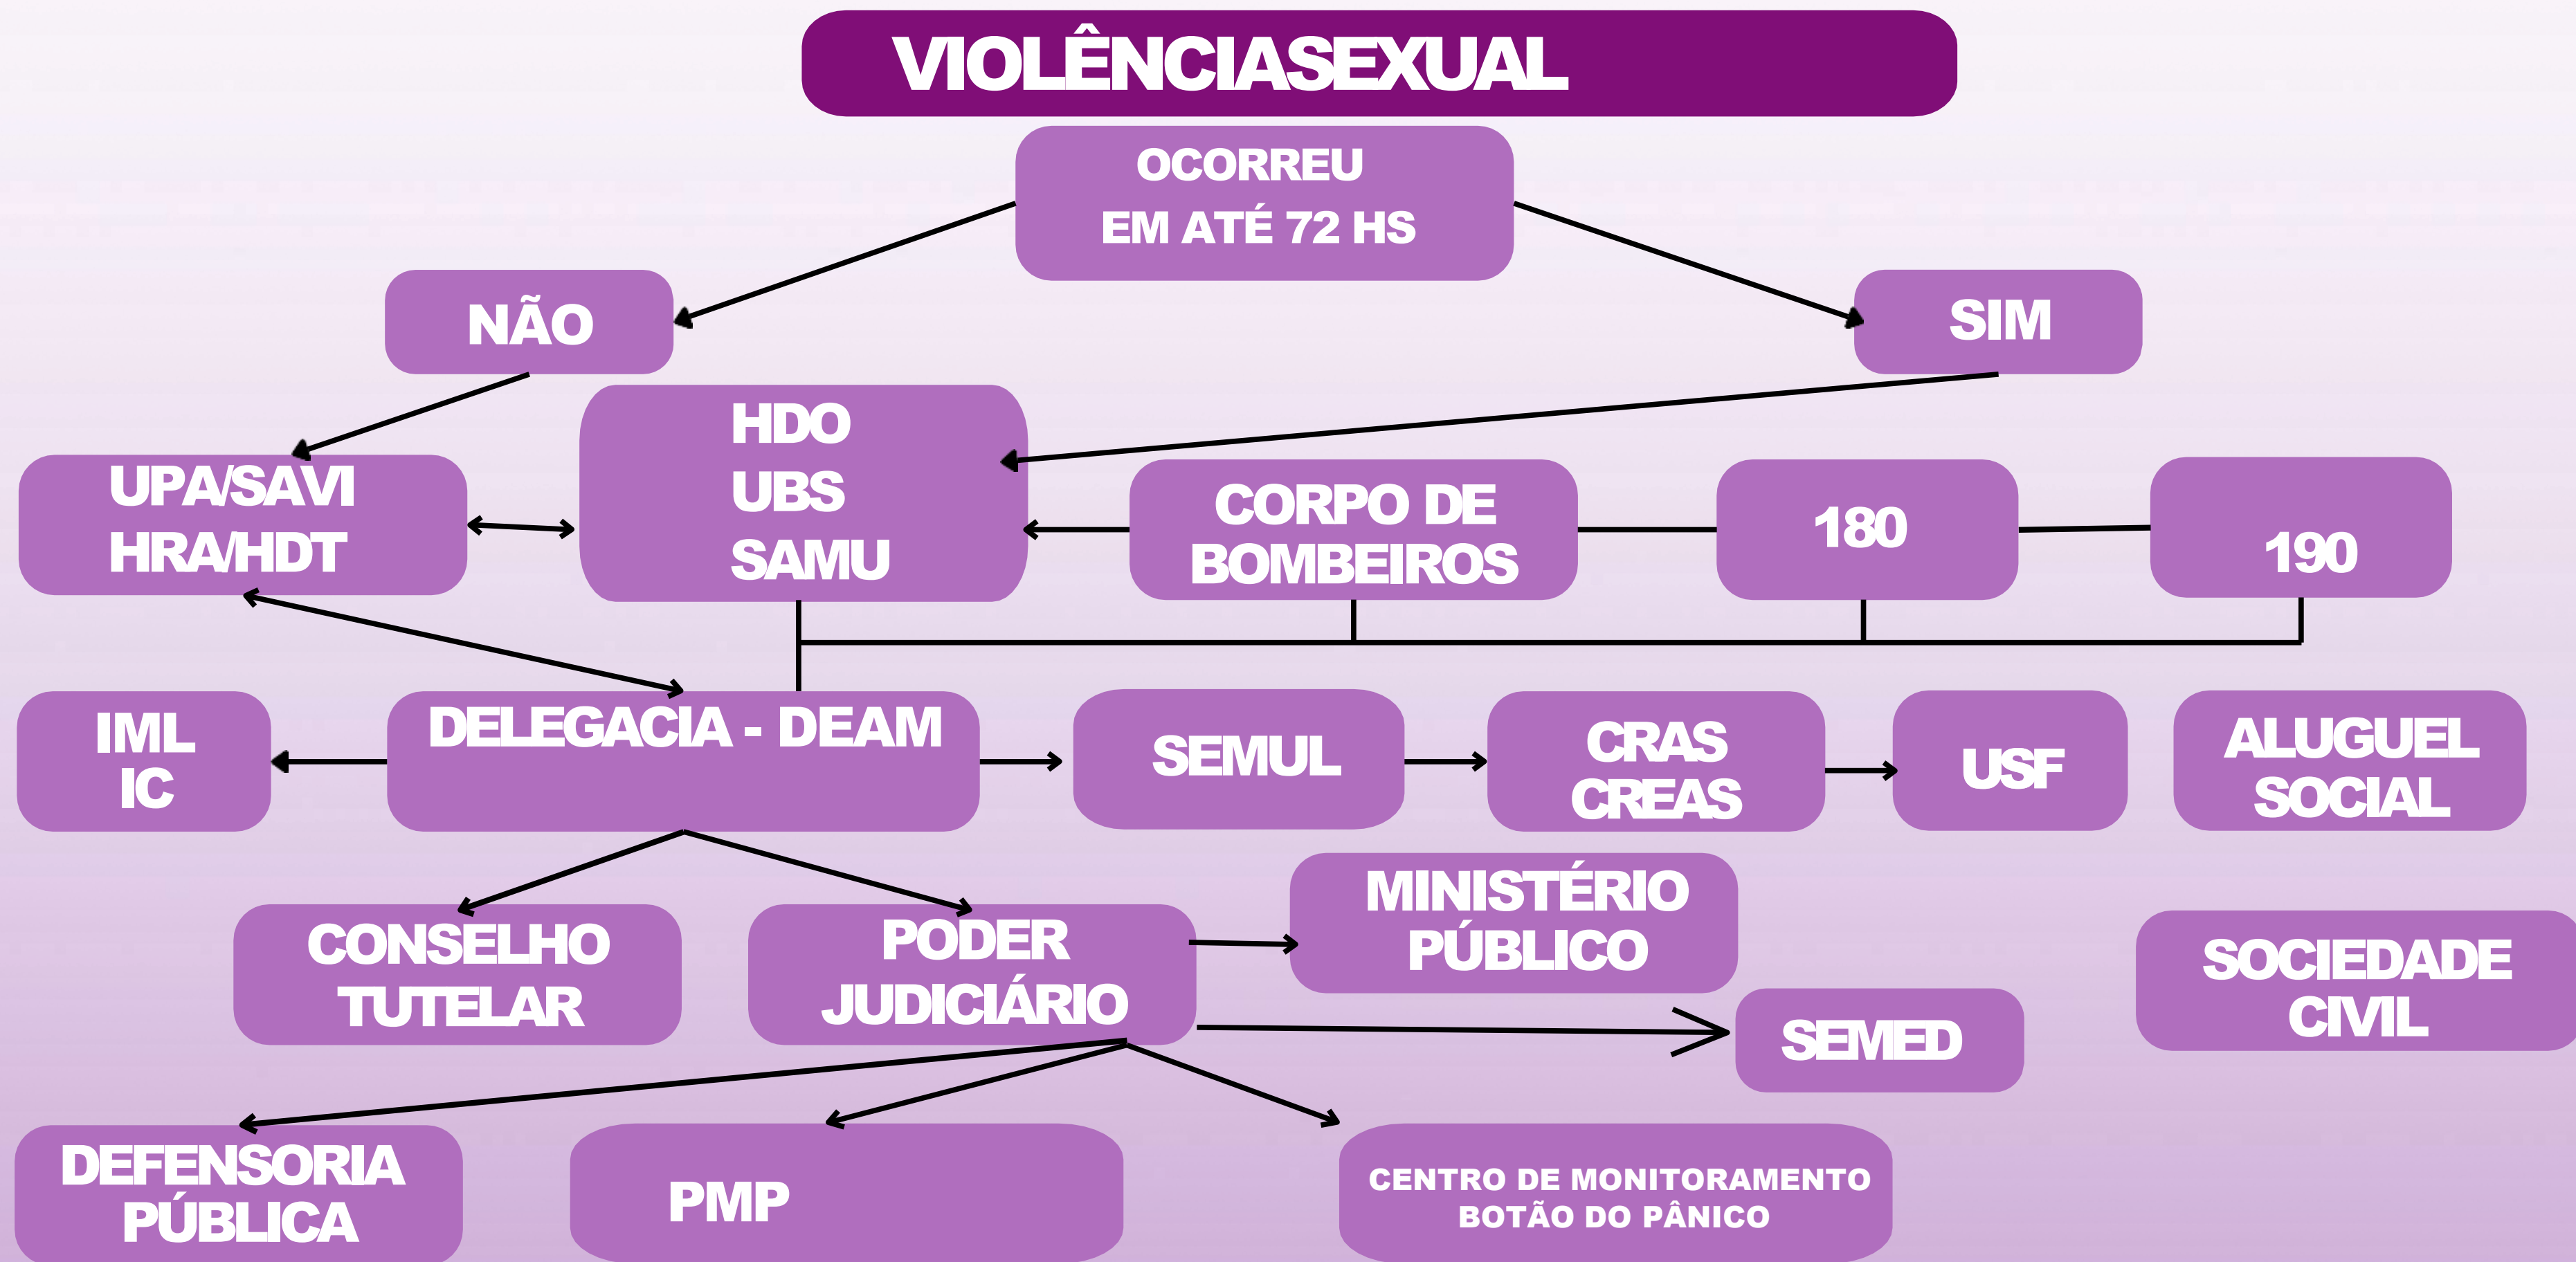 VIOLÊNCIASEXUAL
OCORREU
EM ATÉ 72 HS
NÃO
SIM
HDO
UBS
SAMU
UPA/SAVI
HRA/HDT
CORPO DE
BOMBEIROS
180
190
IML
IC
DELEGACIA - DEAM
SEMUL
CRAS
CREAS
USF
ALUGUEL
SOCIAL
CONSELHO
TUTELAR
PODER
JUDICIÁRIO
MINISTÉRIO
PÚBLICO
SEMED
SOCIEDADE
CIVIL
DEFENSORIA
PÚBLICA
PMP
CENTRO DE MONITORAMENTO
BOTÃO DO PÂNICO